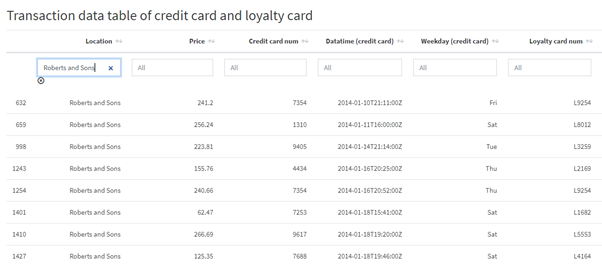 Transaction data table of credit card and loyalty card
Location Price Credit card num Datatime (credit card) Weekday (credit card) Loyalty card num
Roberts and Sons × All All All All All
632 Roberts and Sons 241.2 7354 2014-01-10T21:11:00Z Fri L9254
659 Roberts and Sons 256.24 1310 2014-01-11T16:00:00Z Sat L8012
998 Roberts and Sons 223.81 9405 2014-01-14T21:14:00Z Tue L3259
1243 Roberts and Sons 155.76 4434 2014-01-16T20:25:00Z Thu L2169
1254 Roberts and Sons 240.66 7354 2014-01-16T20:52:00Z Thu L9254
1401 Roberts and Sons 62.47 7253 2014-01-18T15:41:00Z Sat L1682
1410 Roberts and Sons 266.69 9617 2014-01-18T19:20:00Z Sat L5553
1427 Roberts and Sons 125.35 7688 2014-01-18T19:46:00Z Sat L4164